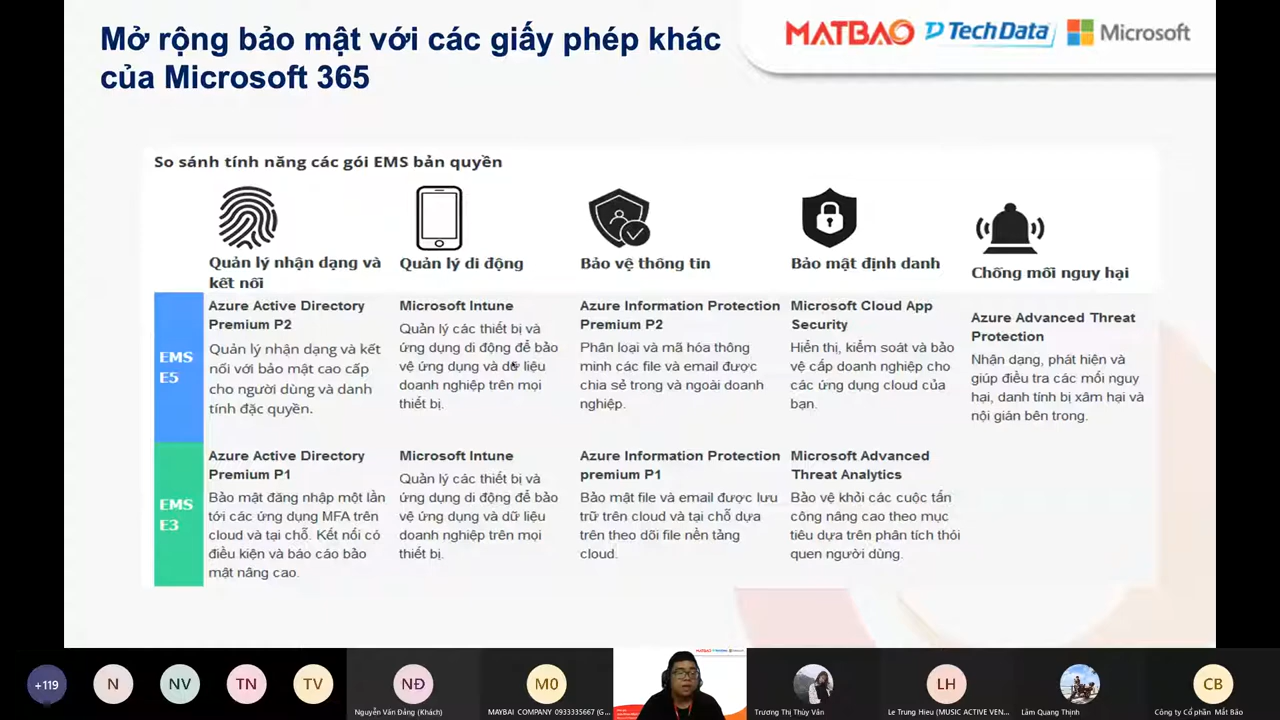 Mở rộng bảo mật với các giấy phép khác
của Microsoft 365
MATBAO
TechData
Microsoft
So sánh tính năng các gói EMS bản quyền
Quản lý nhận dạng và
kết nối
Quản lý di động
Bảo vệ thông tin
Bảo mật định danh
Chống mối nguy hại
EMS
E5
Azure Active Directory
Premium P2
Quản lý nhận dạng và kết
nối với bảo mật cao cấp
cho người dùng và danh
tính đặc quyền.
Microsoft Intune
Quản lý các thiết bị và
ứng dụng di động để bảo
vệ ứng dụng và dữ liệu
doanh nghiệp trên mọi
thiết bị.
Azure Information Protection
Premium P2
Phân loại và mã hóa thông
minh các file và email được
chia sẻ trong và ngoài doanh
nghiệp.
Microsoft Cloud App
Security
Hiển thị, kiểm soát và bảo
vệ cấp doanh nghiệp cho
các ứng dụng cloud của
bạn.
Azure Advanced Threat
Protection
Nhận dạng, phát hiện và
giúp điều tra các mối nguy
hại, danh tính bị xâm hại và
nội gián bên trong.
EMS
E3
Azure Active Directory
Premium P1
Bảo mật đăng nhập một lần
tới các ứng dụng MFA trên
cloud và tại chỗ. Kết nối có
điều kiện và báo cáo bảo
mật nâng cao.
Microsoft Intune
Quản lý các thiết bị và
ứng dụng di động để bảo
vệ ứng dụng và dữ liệu
doanh nghiệp trên mọi
thiết bị.
Azure Information Protection
premium P1
Bảo mật file và email được lưu
trữ trên cloud và tại chỗ dựa
trên theo dõi file nền tảng
cloud.
Microsoft Advanced
Threat Analytics
Bảo vệ khỏi các cuộc tấn
công nâng cao theo mục
tiêu dựa trên phân tích thói
quen người dùng.
+119
N
NV
TN
TV
NĐ
Nguyễn Văn Đảng (Khách)
M0
MAYBAI COMPANY 0933335667 (G...
MATBAO
Trương Thị Thùy Vân
LH
Le Trung Hieu (MUSIC ACTIVE VEN...
Lâm Quang Thịnh
CB
Công ty Cổ phần Mắt Bão